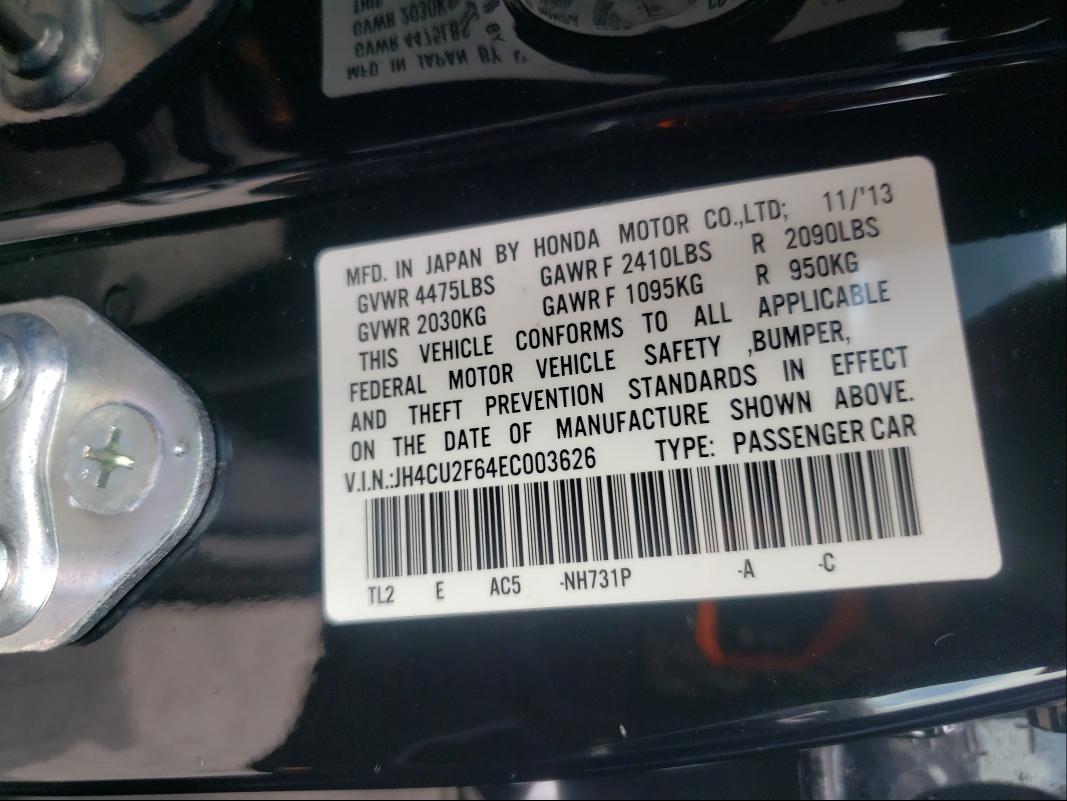 MFD. IN JAPAN BY HONDA MOTOR CO.,LTD; 11/'13
GVWR 4475LBS GAWR F 2410LBS R 2090LBS
GVWR 2030KG GAWR F 1095KG R 950KG
THIS VEHICLE CONFORMS TO ALL APPLICABLE
FEDERAL MOTOR VEHICLE SAFETY ,BUMPER,
AND THEFT PREVENTION STANDARDS IN EFFECT
ON THE DATE OF MANUFACTURE SHOWN ABOVE.
V.I.N.:JH4CU2F64EC003626 TYPE: PASSENGER CAR
TL2 E AC5 -NH731P -A -C